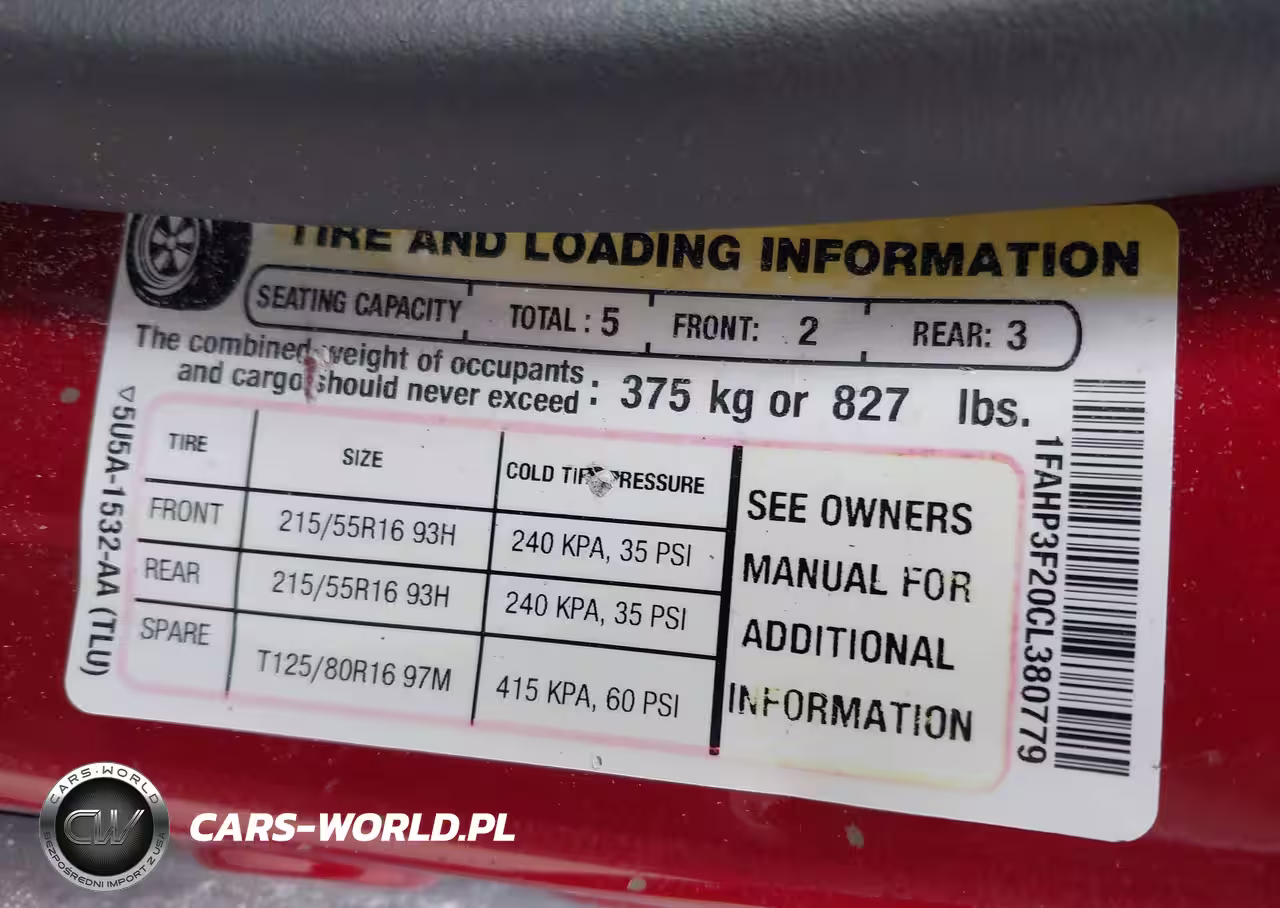 TIRE AND LOADING INFORMATION
SEATING CAPACITY TOTAL : 5 FRONT: 2 REAR: 3
The combined weight of occupants
and cargo should never exceed : 375 kg or 827 lbs.
TIRE SIZE COLD TIRE PRESSURE
FRONT 215/55R16 93H 240 KPA, 35 PSI
REAR 215/55R16 93H 240 KPA, 35 PSI
SPARE T125/80R16 97M 415 KPA, 60 PSI
SEE OWNERS
MANUAL FOR
ADDITIONAL
INFORMATION
5U5A-1532-AA (TLU)
1FAHP3F20CL380779
CARS-WORLD
CW
BEZPOŚREDNI IMPORT Z USA
CARS-WORLD.PL